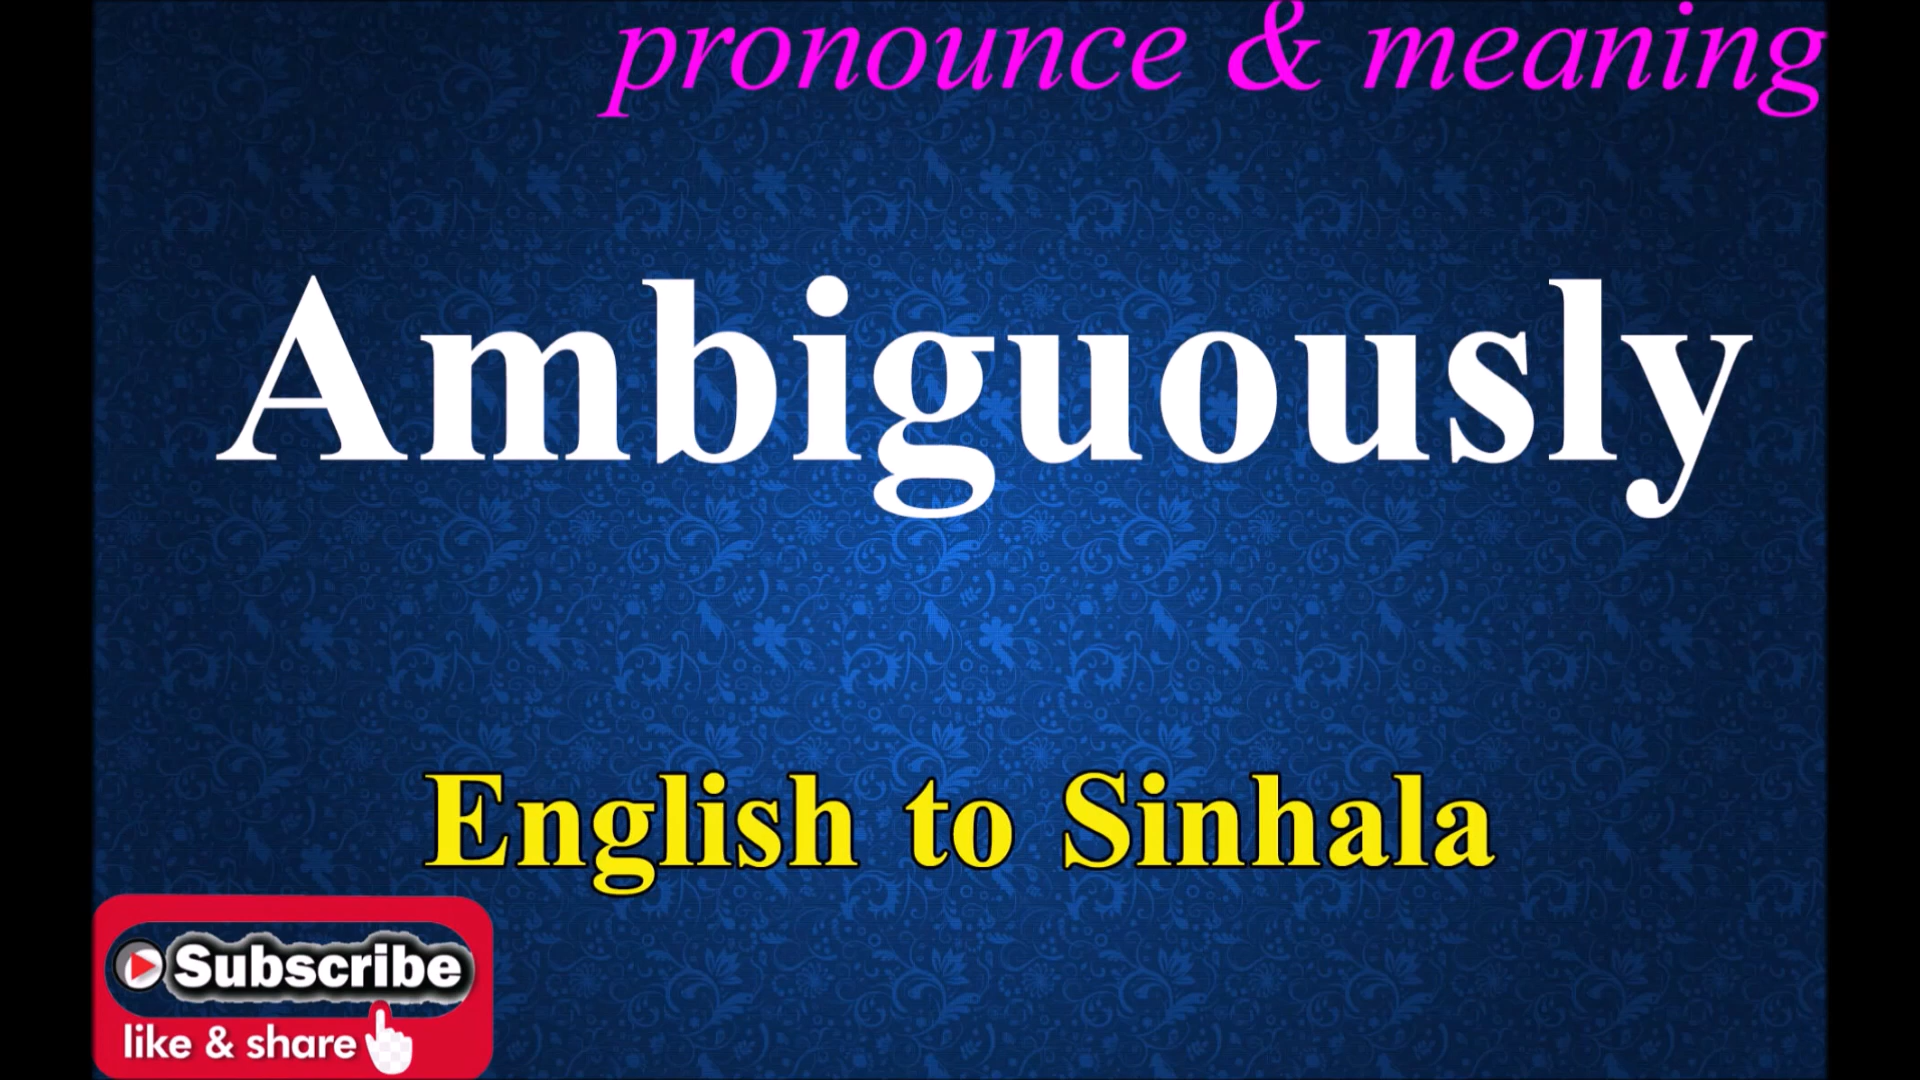 pronounce & meaning
Ambiguously
English to Sinhala
Subscribe
like & share